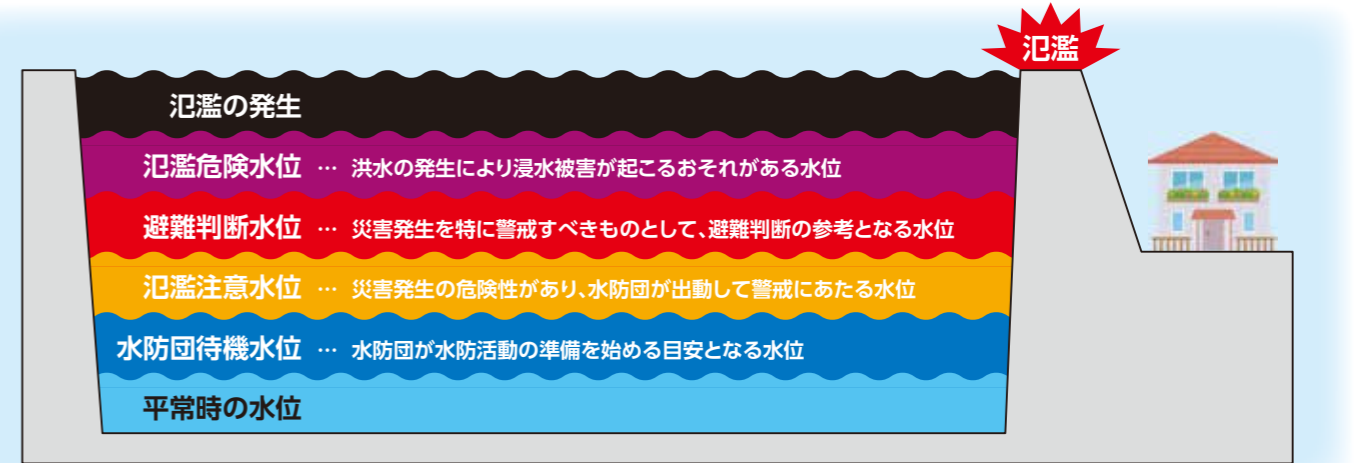 氾濫
氾濫の発生
氾濫危険水位 … 洪水の発生により浸水被害が起こるおそれがある水位
避難判断水位 … 災害発生を特に警戒すべきものとして、避難判断の参考となる水位
氾濫注意水位 … 災害発生の危険性があり、水防団が出動して警戒にあたる水位
水防団待機水位 … 水防団が水防活動の準備を始める目安となる水位
平常時の水位